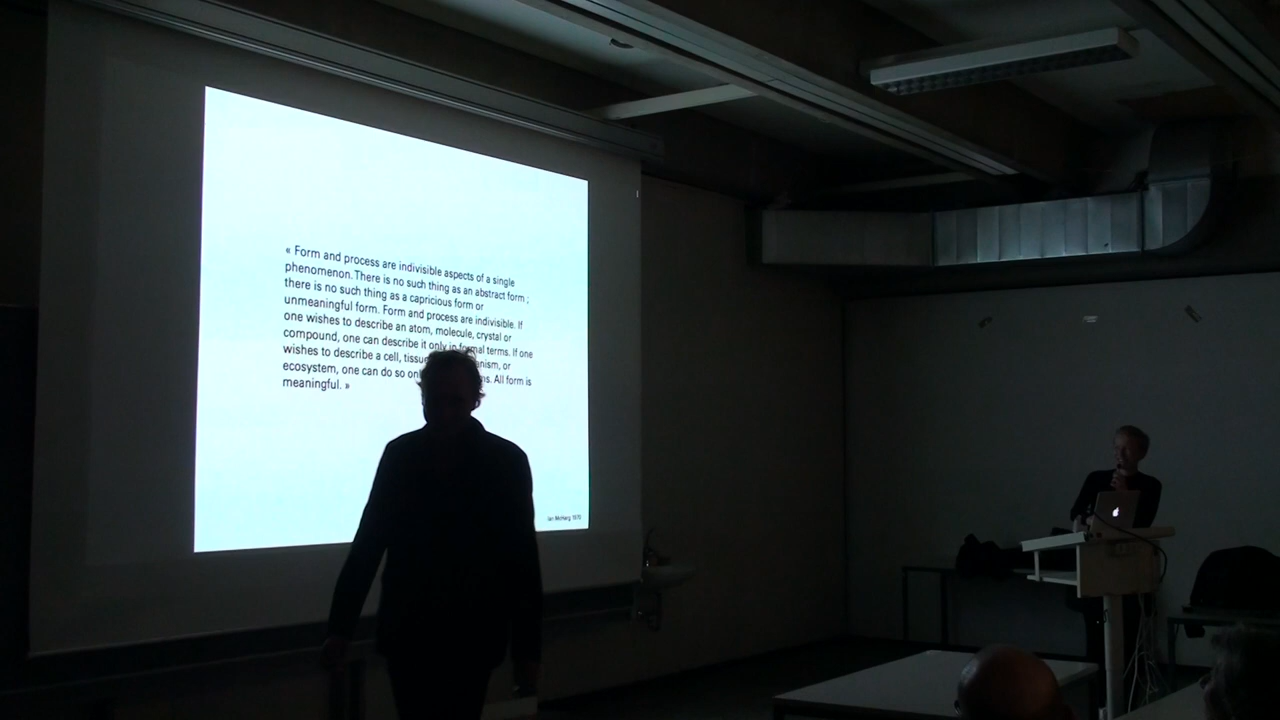 « Form and process are indivisible aspects of a single
phenomenon. There is no such thing as an abstract form ;
there is no such thing as a capricious form or
unmeaningful form. Form and process are indivisible. If
one wishes to describe an atom, molecule, crystal or
compound, one can describe it only in formal terms. If one
wishes to describe a cell, tissue
ecosystem, one can do so All form is
meaningful. »
Ian McHarg 1970